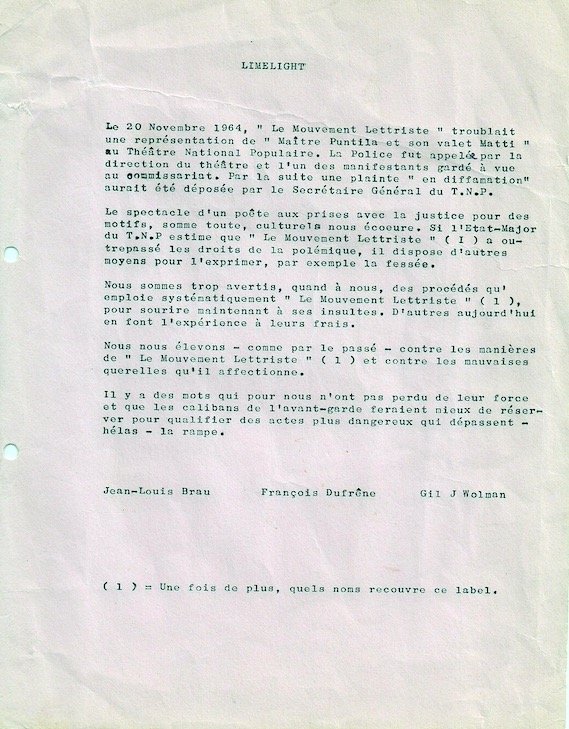 LIMELIGHT
Le 20 Novembre 1964, " Le Mouvement Lettriste " troublait
une représentation de " Maître Puntila et son valet Matti "
au Théâtre National Populaire. La Police fut appelée par la
direction du théâtre et l'un des manifestants gardé à vue
au commissariat. Par la suite une plainte " en diffamation"
aurait été déposée par le Secrétaire Général du T.N.P.
Le spectacle d'un poête aux prises avec la justice pour des
motifs, somme toute, culturels nous écoeure. Si l'Etat-Major
du T.N.P estime que " Le Mouvement Lettriste " ( I ) a ou-
trepassé les droits de la polémique, il dispose d'autres
moyens pour l'exprimer, par exemple la fessée.
Nous sommes trop avertis, quand à nous, des procédés qu'
emploie systématiquement " Le Mouvement Lettriste " ( 1 ),
pour sourire maintenant à ses insultes. D'autres aujourd'hui
en font l'expérience à leurs frais.
Nous nous élevons - comme par le passé - contre les manières
de " Le Mouvement Lettriste " ( 1 ) et contre les mauvaises
querelles qu'il affectionne.
Il y a des mots qui pour nous n'ont pas perdu de leur force
et que les calibans de l'avant-garde feraient mieux de réser-
ver pour qualifier des actes plus dangereux qui dépassent -
hélas - la rampe.
Jean-Louis Brau François Dufrêne Gil J Wolman
( 1 ) = Une fois de plus, quels noms recouvre ce label.